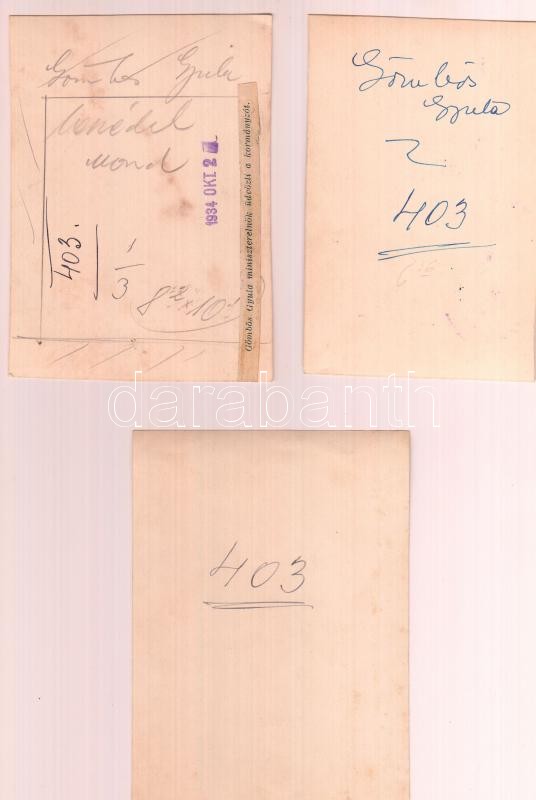 Gömbös Gyula
mond
403.
1
3
1934 OKT 2
Gömbös Gyula miniszterelnök üdvözli a kormányzót.
Gömbös
Gyula
403
darabanth
403